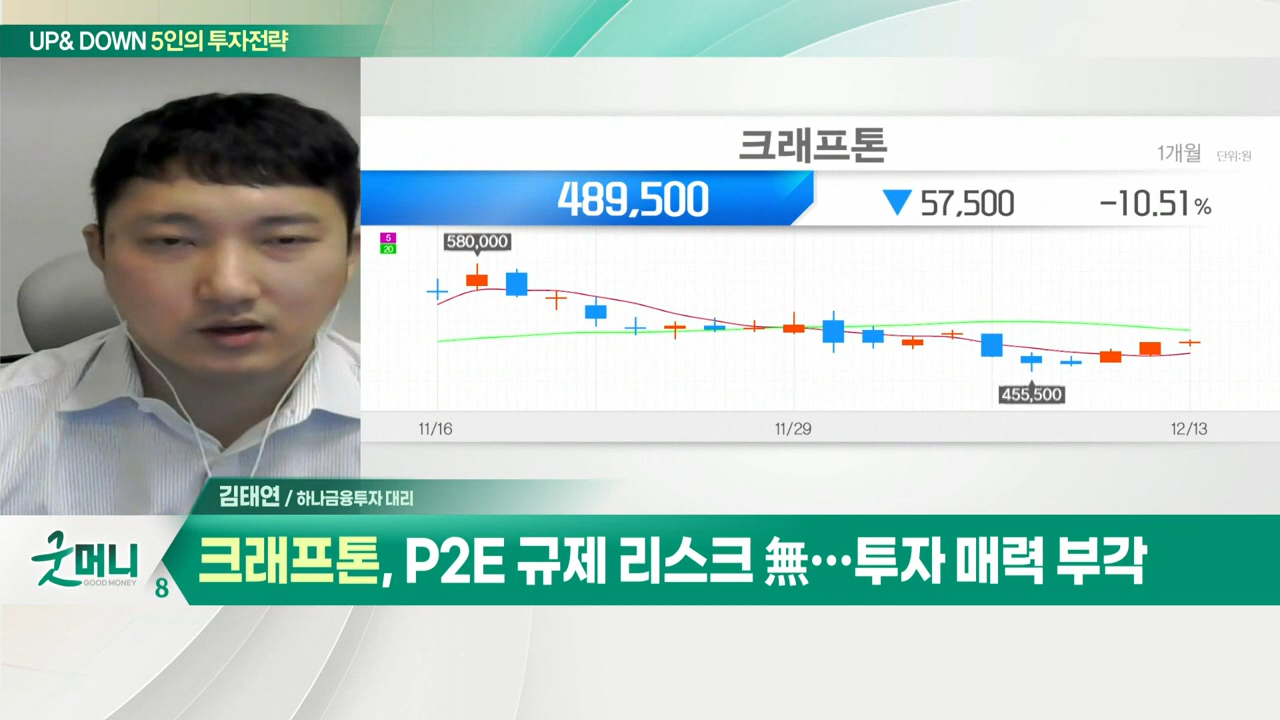 UP& DOWN 5인의 투자전략
크래프톤
1개월 단위:원
489,500 ▼ 57,500 -10.51%
5
20
580,000
455,500
11/16 11/29 12/13
김태연 / 하나금융투자 대리
굿머니
GOOD MONEY
8
크래프톤, P2E 규제 리스크 無…투자 매력 부각